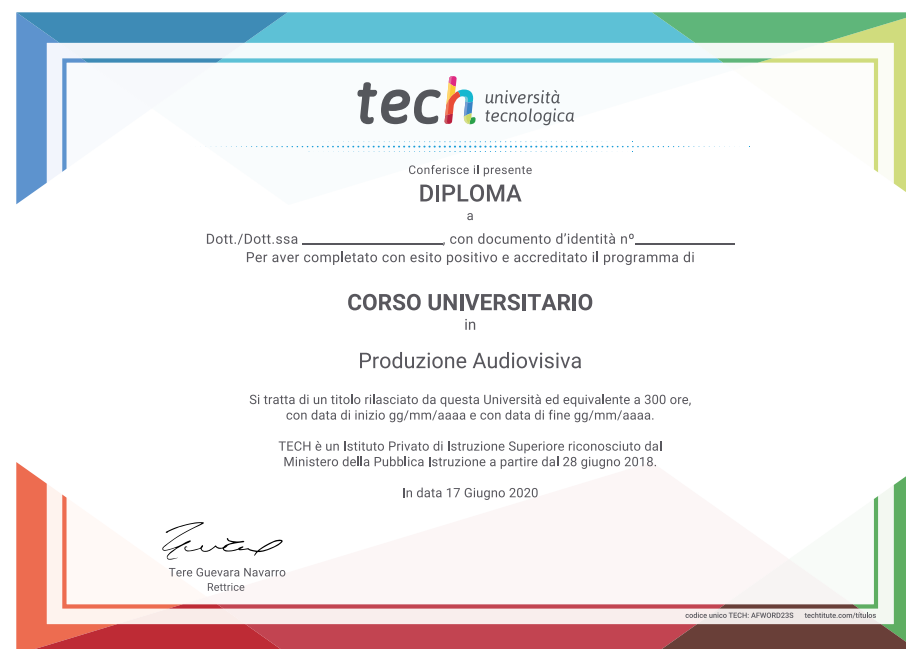 tech università
tecnologica
Conferisce il presente
DIPLOMA
a
Dott./Dott.ssa ____________________, con documento d'identità nº______________
Per aver completato con esito positivo e accreditato il programma di
CORSO UNIVERSITARIO
in
Produzione Audiovisiva
Si tratta di un titolo rilasciato da questa Università ed equivalente a 300 ore,
con data di inizio gg/mm/aaaa e con data di fine gg/mm/aaaa.
TECH è un Istituto Privato di Istruzione Superiore riconosciuto dal
Ministero della Pubblica Istruzione a partire dal 28 giugno 2018.
In data 17 Giugno 2020
Tere Guevara Navarro
Rettrice
codice unico TECH: AFWORD23S techtitute.com/titulos